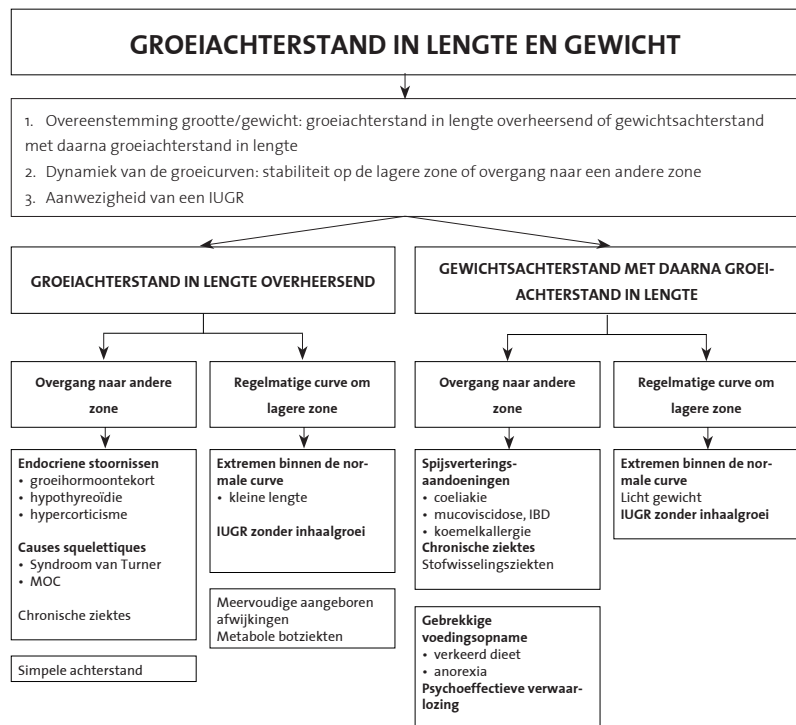 GROEIACHTERSTAND IN LENGTE EN GEWICHT
1. Overeenstemming grootte/gewicht: groeiachterstand in lengte overheersend of gewichtsachterstand
met daarna groeiachterstand in lengte
2. Dynamiek van de groeicurven: stabiliteit op de lagere zone of overgang naar een andere zone
3. Aanwezigheid van een IUGR
GROEIACHTERSTAND IN LENGTE OVERHEERSEND
GEWICHTSACHTERSTAND MET DAARNA GROEI-
ACHTERSTAND IN LENGTE
Overgang naar andere
zone
Regelmatige curve om
lagere zone
Overgang naar andere
zone
Regelmatige curve om
lagere zone
Endocriene stoornissen
• groeihormoontekort
• hypothyreoïdie
• hypercorticisme
Causes squelettiques
• Syndroom van Turner
• MOC
Chronische ziektes
Simpele achterstand
Extremen binnen de nor-
male curve
• kleine lengte
IUGR zonder inhaalgroei
Meervoudige aangeboren
afwijkingen
Metabole botziekten
Spijsverterings-
aandoeningen
• coeliakie
• mucoviscidose, IBD
• koemelkallergie
Chronische ziektes
Stofwisselingsziekten
Gebrekkige
voedingsopname
• verkeerd dieet
• anorexia
Psychoeffectieve verwaar-
lozing
Extremen binnen de nor-
male curve
Licht gewicht
IUGR zonder inhaalgroei